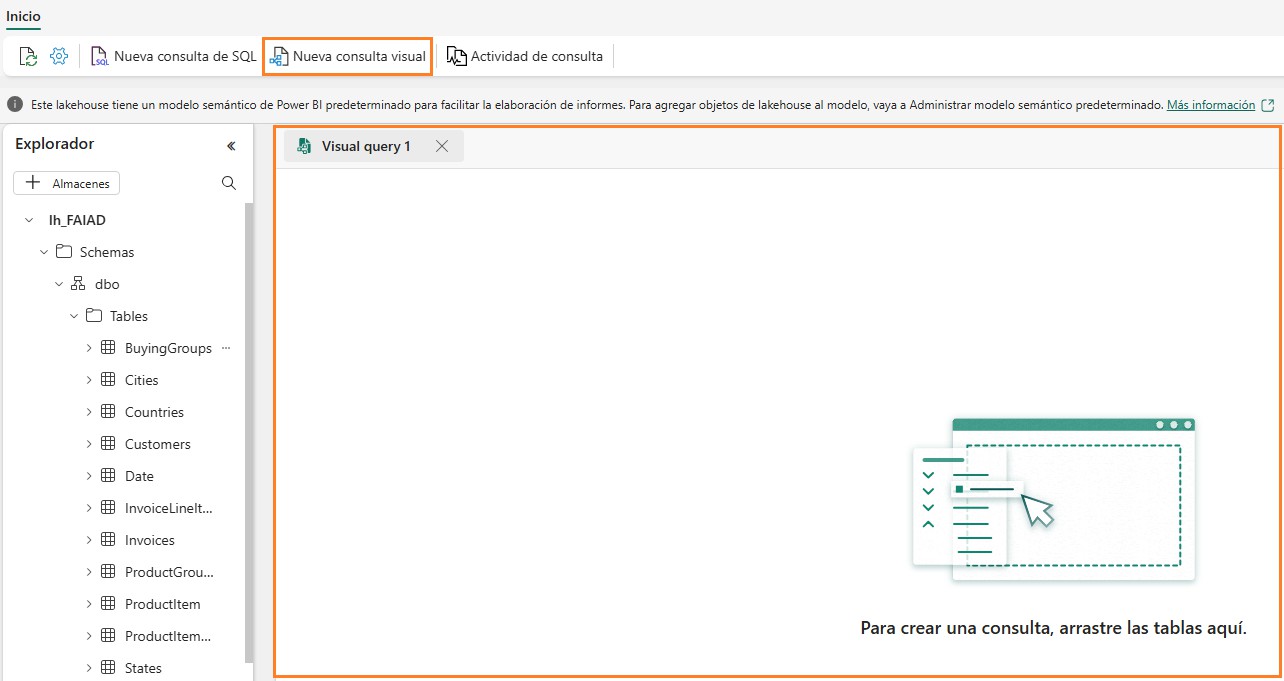 Inicio
Nueva consulta de SQL
Nueva consulta visual
Actividad de consulta
Este lakehouse tiene un modelo semántico de Power BI predeterminado para facilitar la elaboración de informes. Para agregar objetos de lakehouse al modelo, vaya a Administrar modelo semántico predeterminado. Más información
Explorador
Visual query 1
Almacenes
lh_FAIAD
Schemas
dbo
Tables
BuyingGroups
Cities
Countries
Customers
Date
InvoiceLineIt...
Invoices
ProductGrou...
ProductItem
ProductItem...
States
Para crear una consulta, arrastre las tablas aquí.